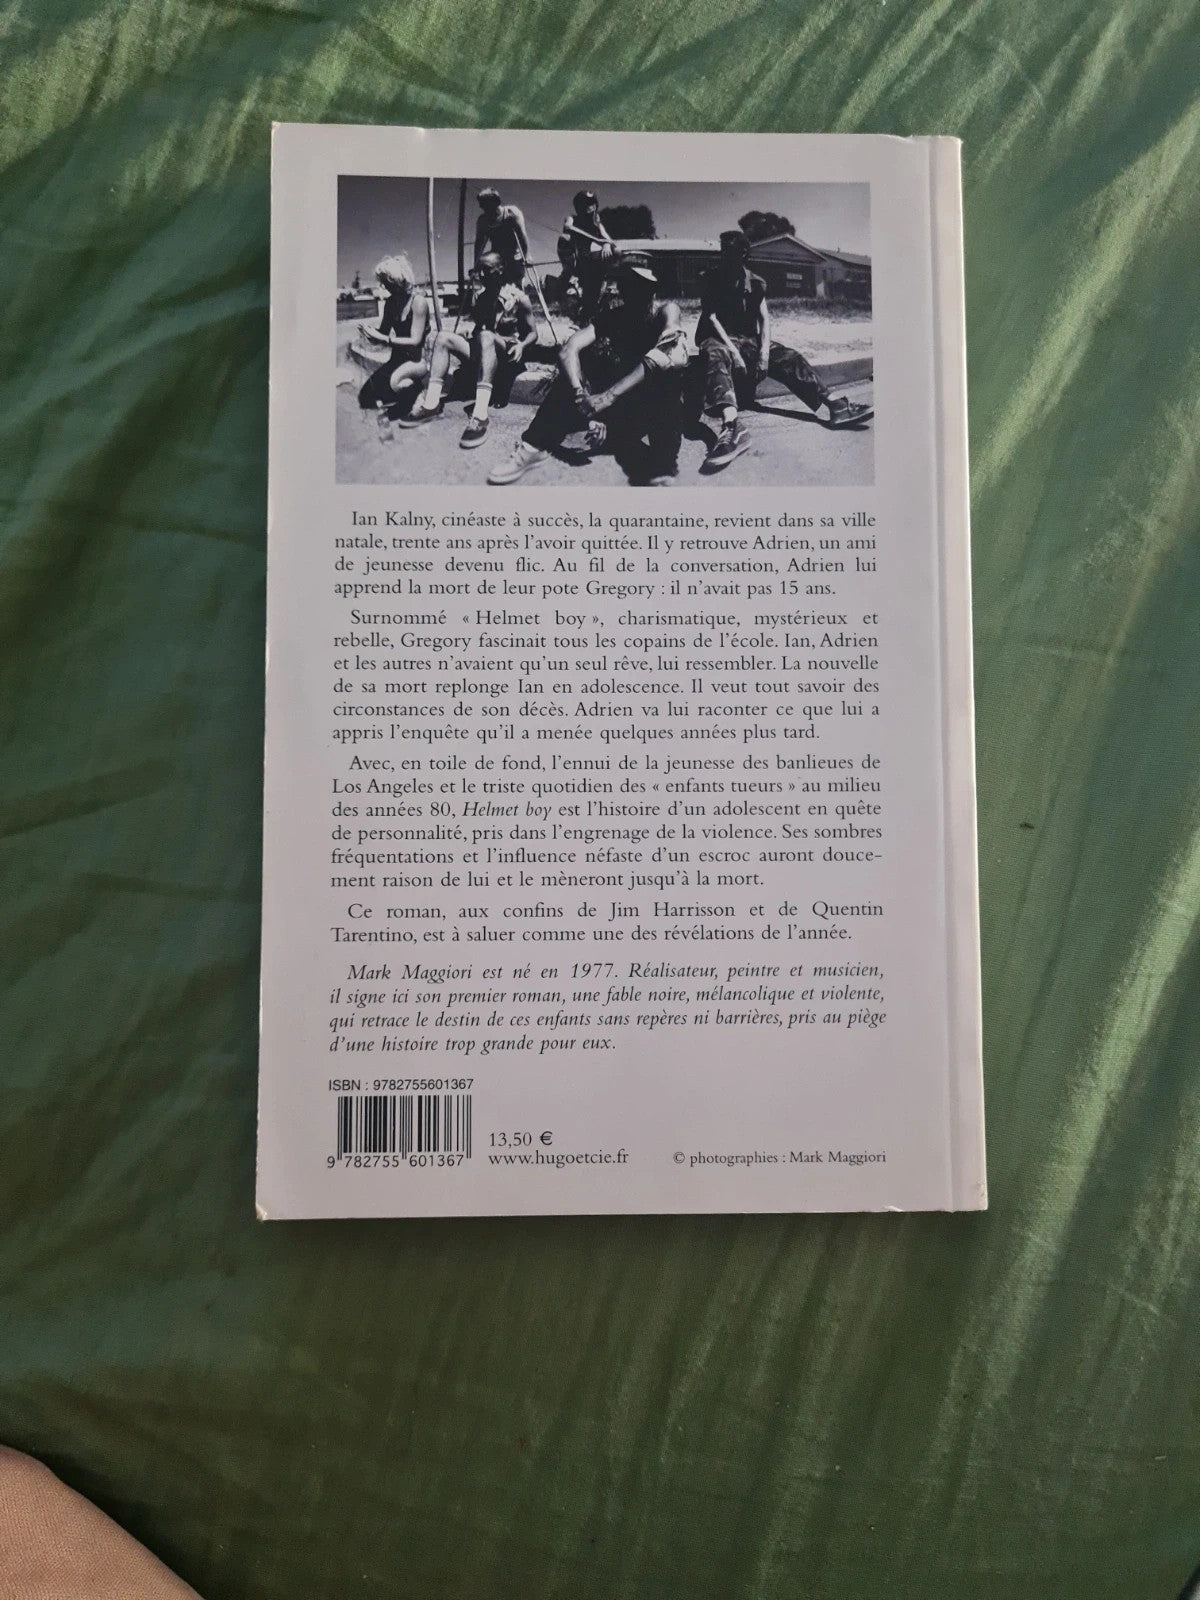 Ian Kalny, cinéaste à succès, la quarantaine, revient dans sa ville
natale, trente ans après l'avoir quittée. Il y retrouve Adrien, un ami
de jeunesse devenu flic. Au fil de la conversation, Adrien lui
apprend la mort de leur pote Gregory : il n'avait pas 15 ans.
Surnommé « Helmet boy », charismatique, mystérieux et
rebelle, Gregory fascinait tous les copains de l'école. Ian, Adrien
et les autres n'avaient qu'un seul rêve, lui ressembler. La nouvelle
de sa mort replonge Ian en adolescence. Il veut tout savoir des
circonstances de son décès. Adrien va lui raconter ce que lui a
appris l'enquête qu'il a menée quelques années plus tard.
Avec, en toile de fond, l'ennui de la jeunesse des banlieues de
Los Angeles et le triste quotidien des « enfants tueurs » au milieu
des années 80, Helmet boy est l'histoire d'un adolescent en quête
de personnalité, pris dans l'engrenage de la violence. Ses sombres
fréquentations et l'influence néfaste d'un escroc auront douce-
ment raison de lui et le mèneront jusqu'à la mort.
Ce roman, aux confins de Jim Harrisson et de Quentin
Tarentino, est à saluer comme une des révélations de l'année.
Mark Maggiori est né en 1977. Réalisateur, peintre et musicien,
il signe ici son premier roman, une fable noire, mélancolique et violente,
qui retrace le destin de ces enfants sans repères ni barrières, pris au piège
d'une histoire trop grande pour eux.
ISBN : 9782755601367
9 782755 601367
13,50 €
www.hugoetcie.fr
© photographies : Mark Maggiori